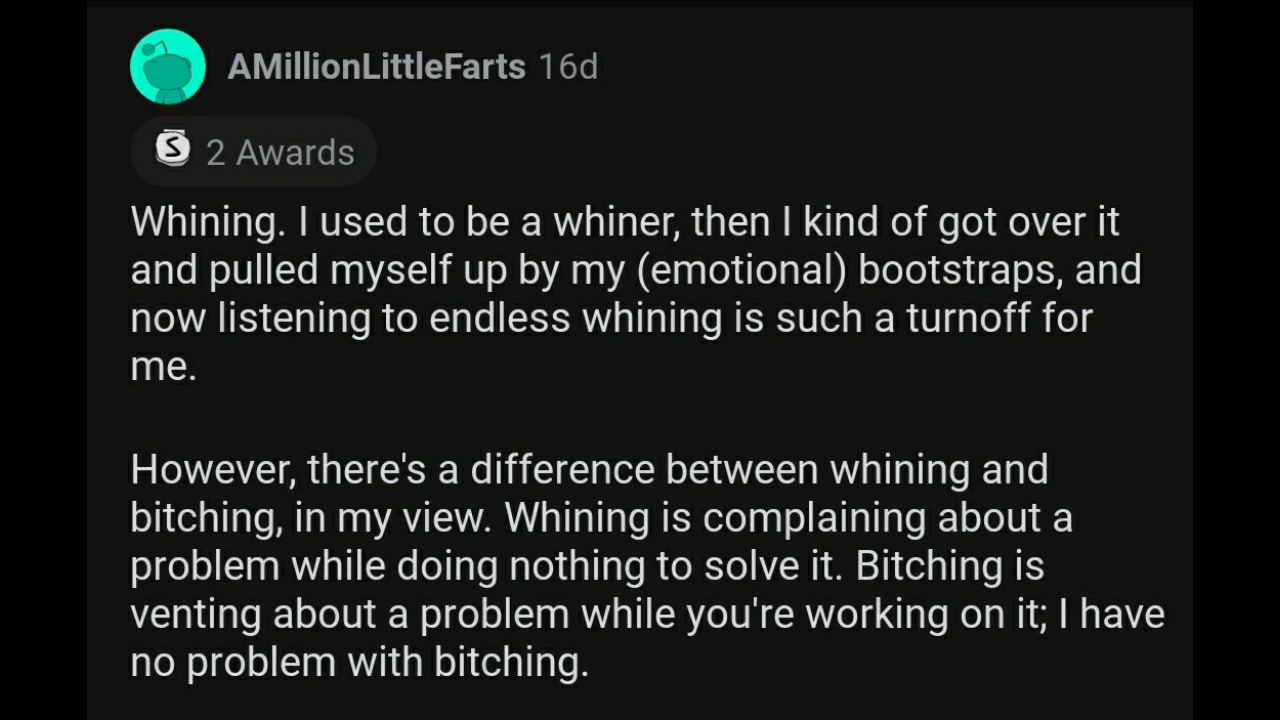 AMillionLittleFarts 16d
2 Awards
Whining. I used to be a whiner, then I kind of got over it
and pulled myself up by my (emotional) bootstraps, and
now listening to endless whining is such a turnoff for
me.
However, there's a difference between whining and
bitching, in my view. Whining is complaining about a
problem while doing nothing to solve it. Bitching is
venting about a problem while you're working on it; I have
no problem with bitching.